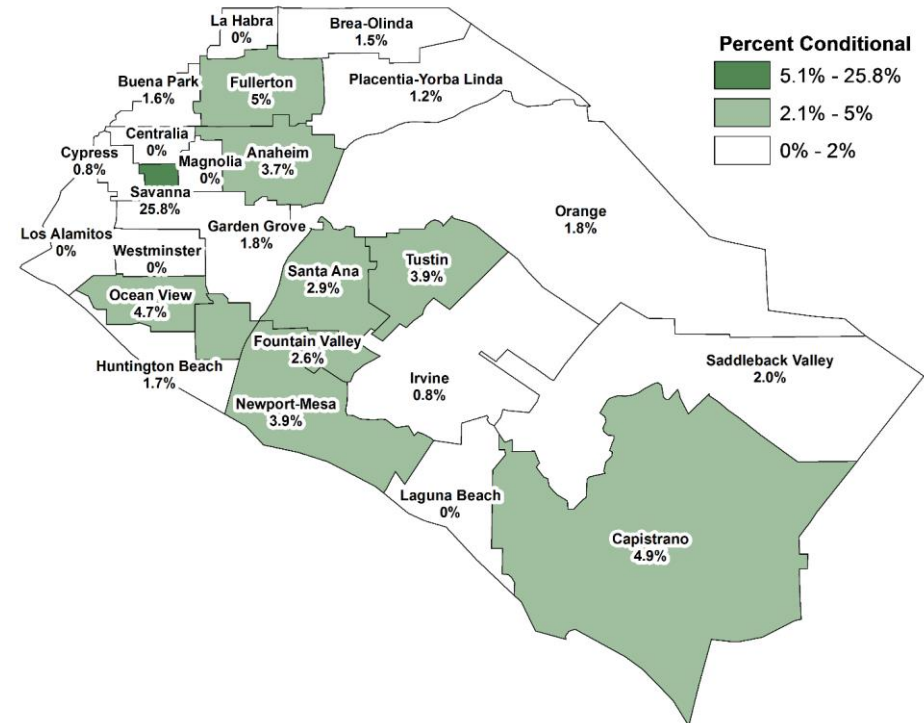 La Habra
0%
Brea-Olinda
1.5%
Percent Conditional
5.1% - 25.8%
2.1% - 5%
0% - 2%
Buena Park
1.6%
Fullerton
5%
Placentia-Yorba Linda
1.2%
Centralia
0%
Cypress
0.8%
Magnolia
0%
Anaheim
3.7%
Savanna
25.8%
Los Alamitos
0%
Garden Grove
1.8%
Orange
1.8%
Westminster
0%
Santa Ana
2.9%
Tustin
3.9%
Ocean View
4.7%
Fountain Valley
2.6%
Huntington Beach
1.7%
Irvine
0.8%
Saddleback Valley
2.0%
Newport-Mesa
3.9%
Laguna Beach
0%
Capistrano
4.9%